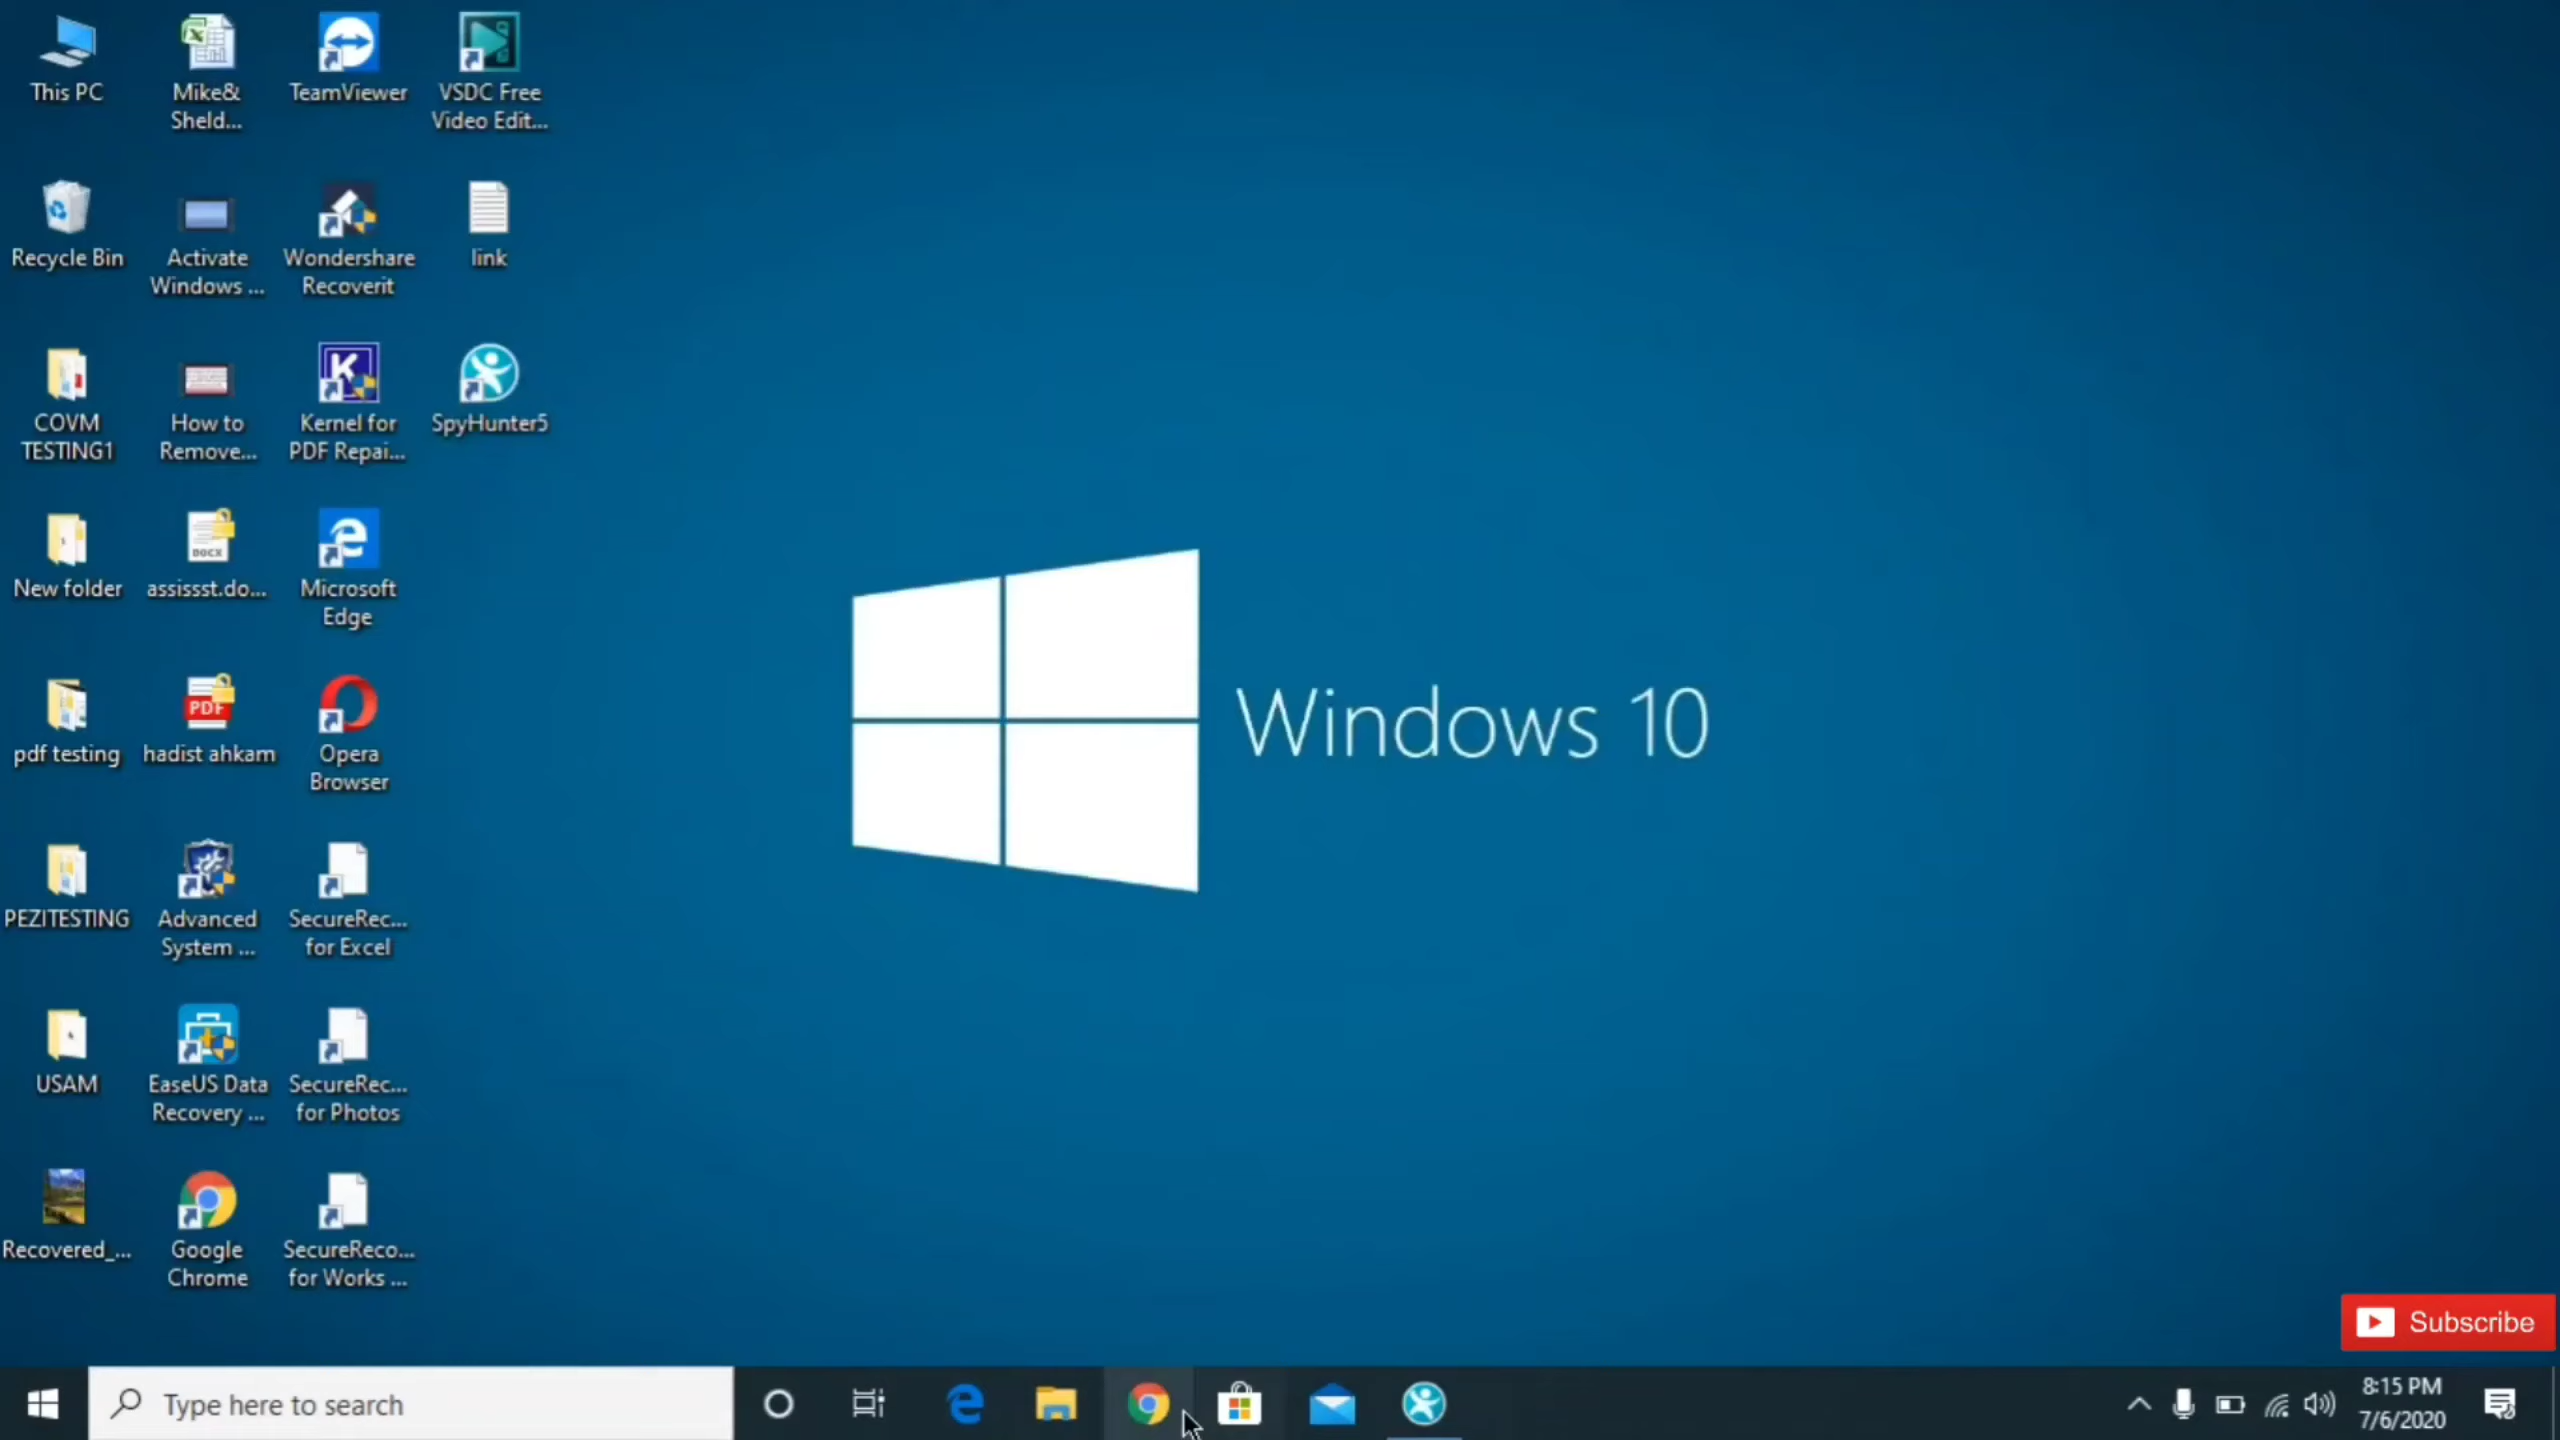 This PC
Mike&
Sheld...
TeamViewer
VSDC Free
Video Edit...
Recycle Bin
Activate
Windows ...
Wondershare
Recoverit
link
COVM
TESTING1
How to
Remove...
Kernel for
PDF Repai...
SpyHunter5
New folder
DOCX
assissst.do...
Microsoft
Edge
pdf testing
PDF
hadist ahkam
Opera
Browser
Windows 10
PEZITESTING
Advanced
System ...
SecureRec...
for Excel
USAM
EaseUS Data
Recovery ...
SecureRec...
for Photos
Recovered_...
Google
Chrome
SecureReco...
for Works ...
Subscribe
Type here to search
8:15 PM
7/6/2020